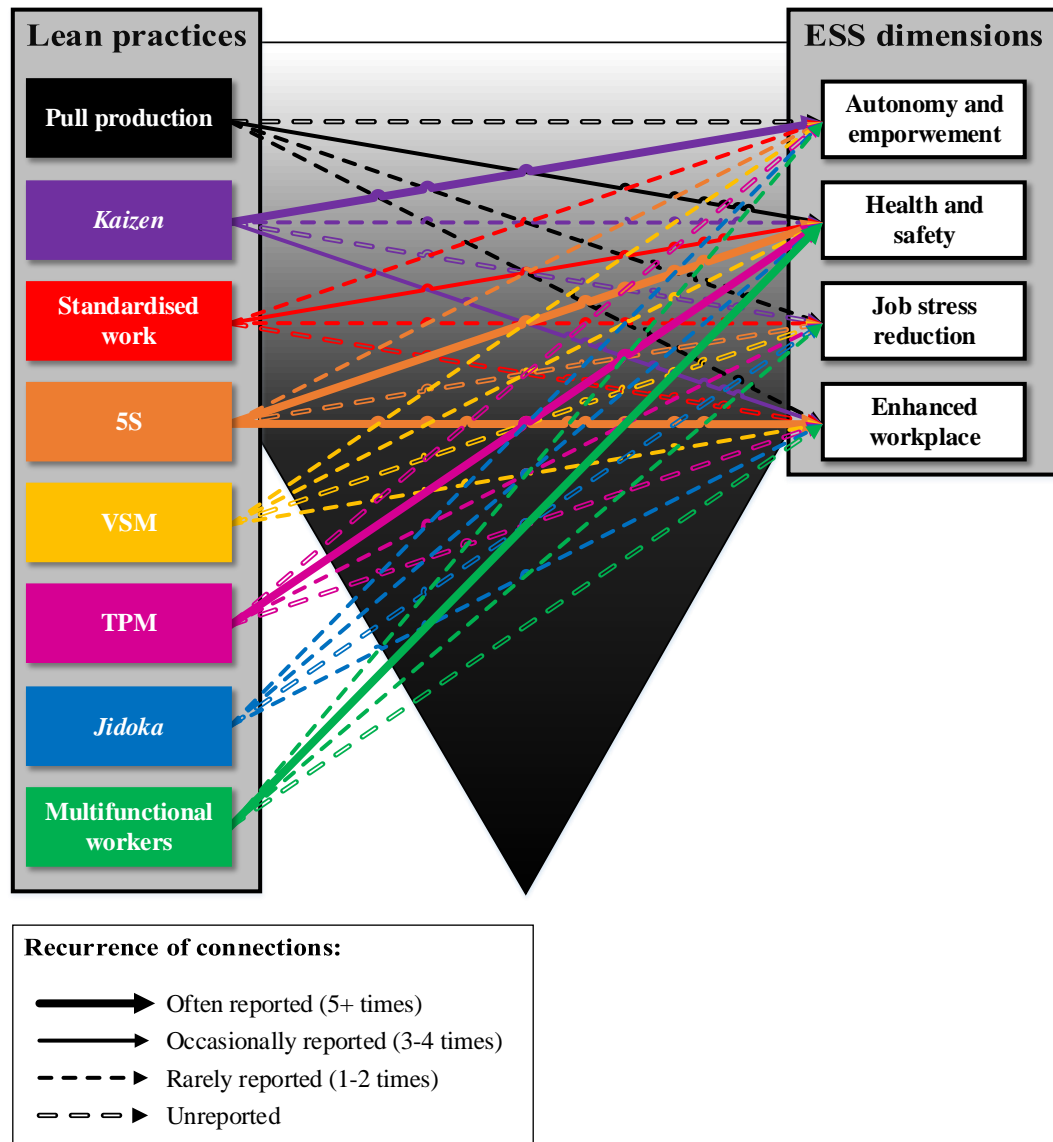 Lean practices
Pull production
Kaizen
Standardised
work
5S
VSM
TPM
Jidoka
Multifunctional
workers
ESS dimensions
Autonomy and
emporwement
Health and
safety
Job stress
reduction
Enhanced
workplace
Recurrence of connections:
Often reported (5+ times)
Occasionally reported (3-4 times)
Rarely reported (1-2 times)
Unreported